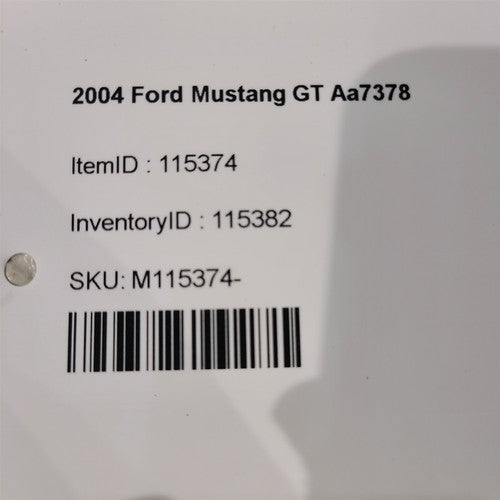 2004 Ford Mustang GT Aa7378
ItemID : 115374
InventoryID : 115382
SKU: M115374-